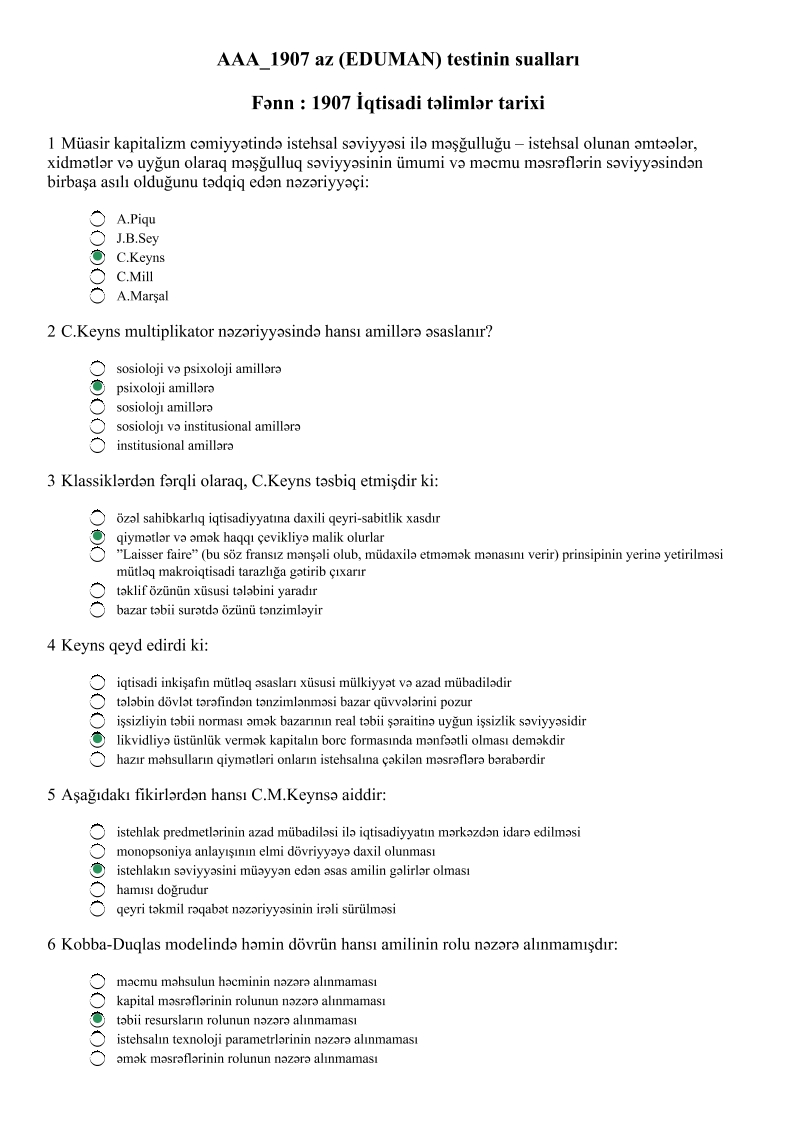 AAA_1907 az (EDUMAN) testinin sualları
Fənn : 1907 İqtisadi təlimlər tarixi
1 Müasir kapitalizm cəmiyyətində istehsal səviyyəsi ilə məşğulluğu – istehsal olunan əmtəələr,
xidmətlər və uyğun olaraq məşğulluq səviyyəsinin ümumi və məcmu məsrəflərin səviyyəsindən
birbaşa asılı olduğunu tədqiq edən nəzəriyyəçi:
A.Piqu
J.B.Sey
C.Keyns
C.Mill
A.Marşal
2 C.Keyns multiplikator nəzəriyyəsində hansı amillərə əsaslanır?
sosioloji və psixoloji amillərə
psixoloji amillərə
sosiolojı amillərə
sosiolojı və institusional amillərə
institusional amillərə
3 Klassiklərdən fərqli olaraq, C.Keyns təsbiq etmişdir ki:
özəl sahibkarlıq iqtisadiyyatına daxili qeyri-sabitlik xasdır
qiymətlər və əmək haqqı çevikliyə malik olurlar
”Laisser faire” (bu söz fransız mənşəli olub, müdaxilə etməmək mənasını verir) prinsipinin yerinə yetirilməsi
mütləq makroiqtisadi tarazlığa gətirib çıxarır
təklif özünün xüsusi tələbini yaradır
bazar təbii surətdə özünü tənzimləyir
4 Keyns qeyd edirdi ki:
iqtisadi inkişafın mütləq əsasları xüsusi mülkiyyət və azad mübadilədir
tələbin dövlət tərəfindən tənzimlənməsi bazar qüvvələrini pozur
işsizliyin təbii norması əmək bazarının real təbii şəraitinə uyğun işsizlik səviyyəsidir
likvidliyə üstünlük vermək kapitalın borc formasında mənfəətli olması deməkdir
hazır məhsulların qiymətləri onların istehsalına çəkilən məsrəflərə bərabərdir
5 Aşağıdakı fikirlərdən hansı C.M.Keynsə aiddir:
istehlak predmetlərinin azad mübadiləsi ilə iqtisadiyyatın mərkəzdən idarə edilməsi
monopsoniya anlayışının elmi dövriyyəyə daxil olunması
istehlakın səviyyəsini müəyyən edən əsas amilin gəlirlər olması
hamısı doğrudur
qeyri təkmil rəqabət nəzəriyyəsinin irəli sürülməsi
6 Kobba-Duqlas modelində həmin dövrün hansı amilinin rolu nəzərə alınmamışdır:
məcmu məhsulun həcminin nəzərə alınmaması
kapital məsrəflərinin rolunun nəzərə alınmaması
təbii resursların rolunun nəzərə alınmaması
istehsalın texnoloji parametrlərinin nəzərə alınmaması
əmək məsrəflərinin rolunun nəzərə alınmaması